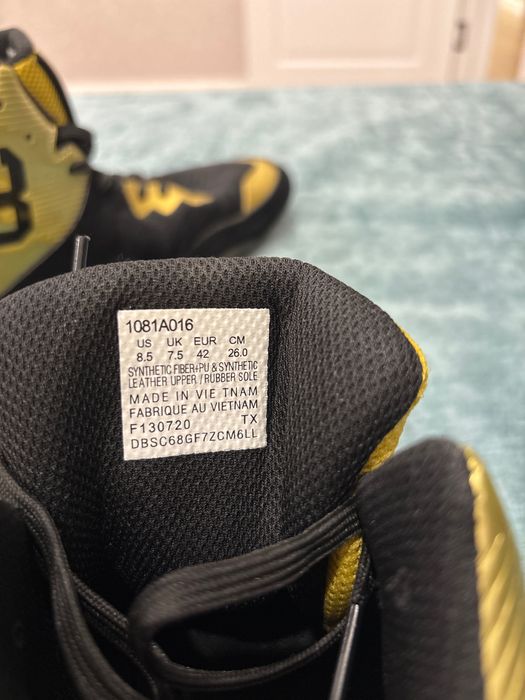 1081A016
US UK EUR CM
8.5 7.5 42 26.0
SYNTHETIC FIBER+PU & SYNTHETIC
LEATHER UPPER / RUBBER SOLE
MADE IN VIE TNAM
FABRIQUE AU VIETNAM
F130720 TX
DBSC68GF7ZCM6LL